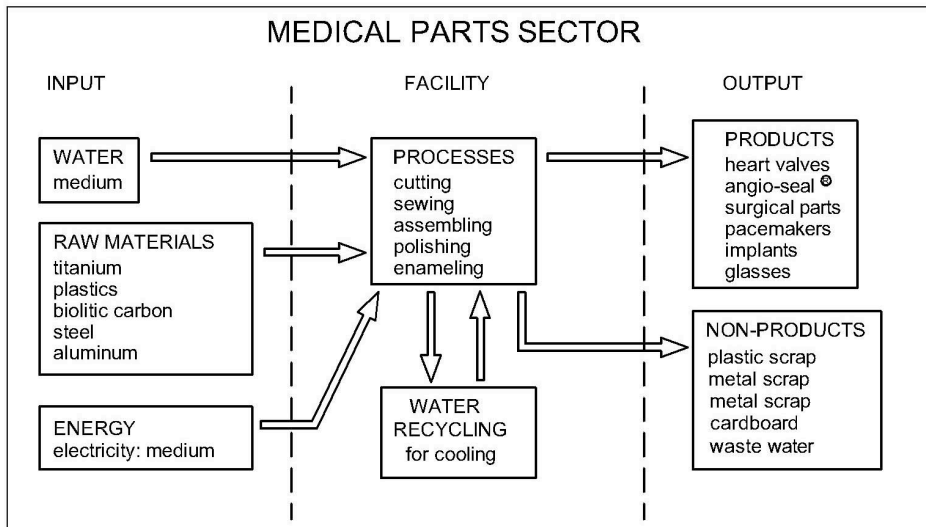 MEDICAL PARTS SECTOR
INPUT
FACILITY
OUTPUT
WATER
medium
RAW MATERIALS
titanium
plastics
biolitic carbon
steel
aluminum
ENERGY
electricity: medium
PROCESSES
cutting
sewing
assembling
polishing
enameling
WATER
RECYCLING
for cooling
PRODUCTS
heart valves
angio-seal ®
surgical parts
pacemakers
implants
glasses
NON-PRODUCTS
plastic scrap
metal scrap
metal scrap
cardboard
waste water